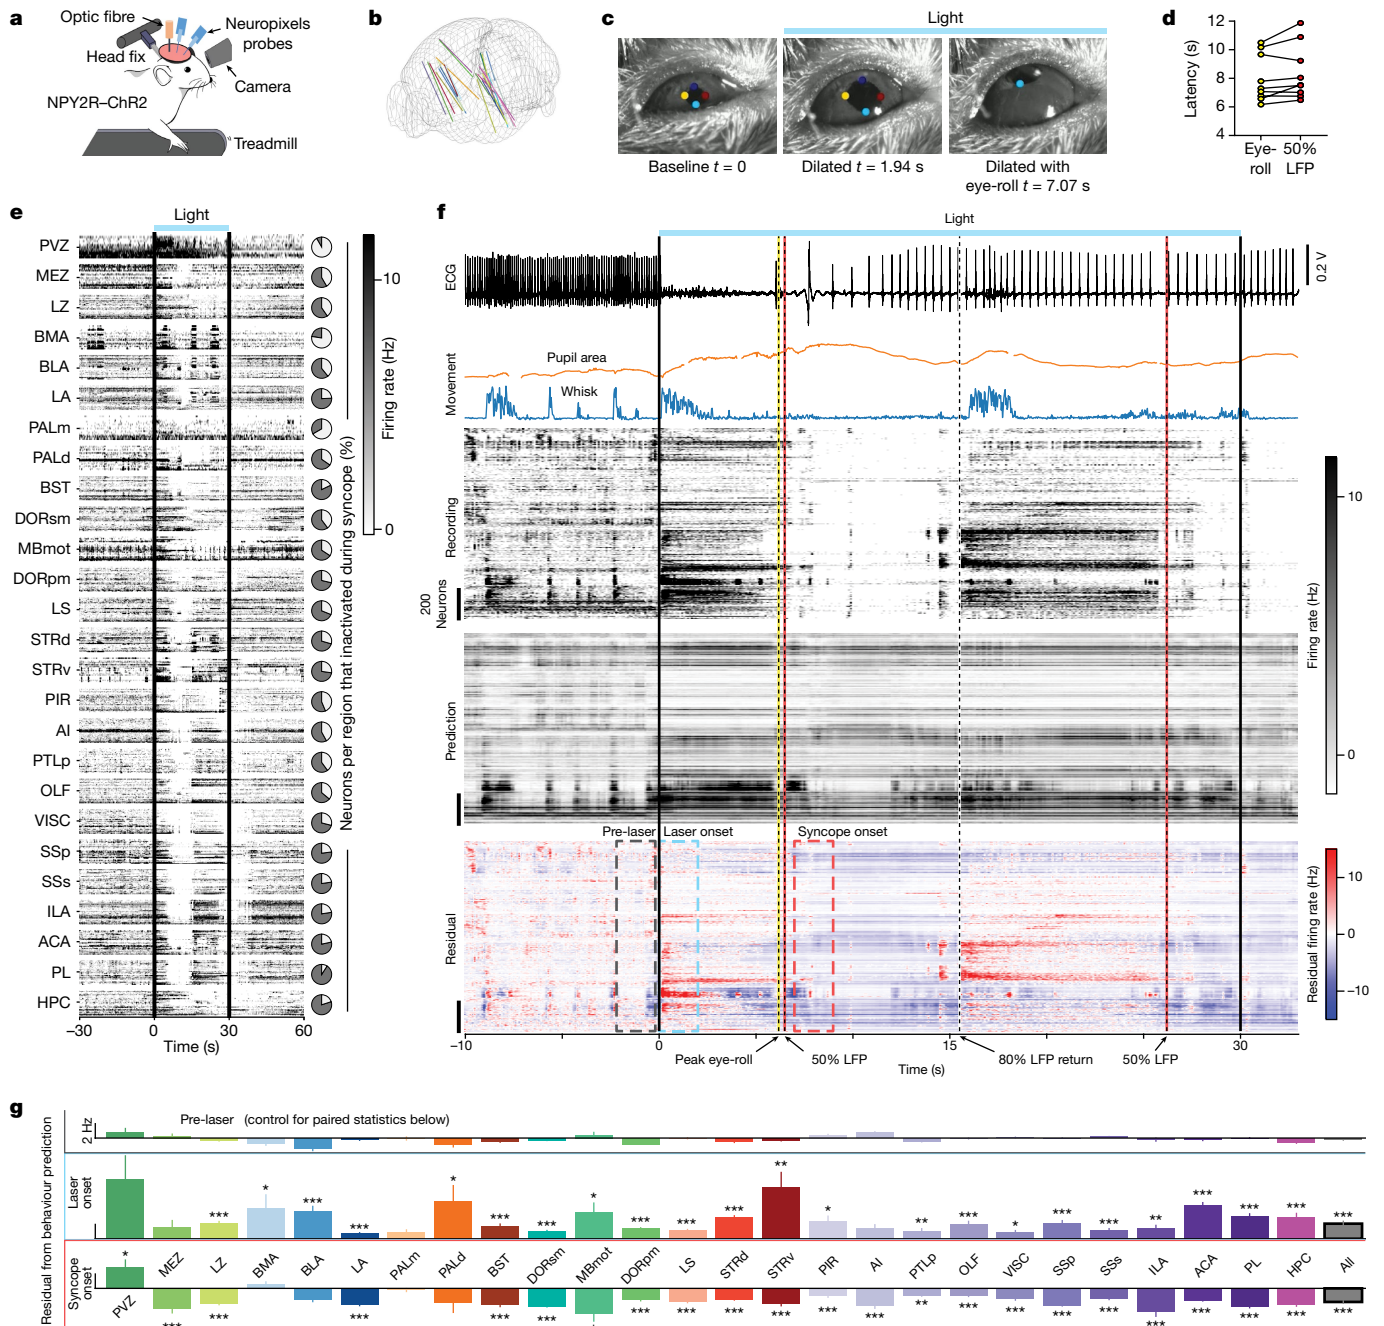 a
Optic fibre
Neuropixels
probes
Head fix
Camera
NPY2R–ChR2
Treadmill
b
c
Light
Baseline t = 0
Dilated t = 1.94 s
Dilated with
eye-roll t = 7.07 s
d
Latency (s)
12
10
8
6
4
Eye-
roll
50%
LFP
e
Light
PVZ
MEZ
LZ
BMA
BLA
LA
PALm
PALd
BST
DORsm
MBmot
DORpm
LS
STRd
STRv
PIR
AI
PTLp
OLF
VISC
SSp
SSs
ILA
ACA
PL
HPC
−30
0
30
60
Time (s)
Neurons per region that inactivated during syncope (%)
10
0
Firing rate (Hz)
f
Light
ECG
0.2 V
Movement
Pupil area
Whisk
Recording
200
Neurons
Prediction
Firing rate (Hz)
10
0
Pre-laser
Laser onset
Syncope onset
Residual
Residual firing rate (Hz)
10
0
−10
−10
0
15
30
Peak eye-roll
50% LFP
80% LFP return
50% LFP
Time (s)
g
Residual from behaviour prediction
2 Hz
Pre-laser (control for paired statistics below)
Laser
onset
* *** *** * *** *** * *** *** *** ** * ** *** * *** *** ** *** *** *** ***
Syncope
onset
*
PVZ
MEZ
LZ
BMA
BLA
LA
PALm
PALd
BST
DORsm
MBmot
DORpm
LS
STRd
STRv
PIR
AI
PTLp
OLF
VISC
SSp
SSs
ILA
ACA
PL
HPC
All
*** *** *** *** *** *** *** *** *** *** *** ** *** *** *** *** *** *** *** *** ***